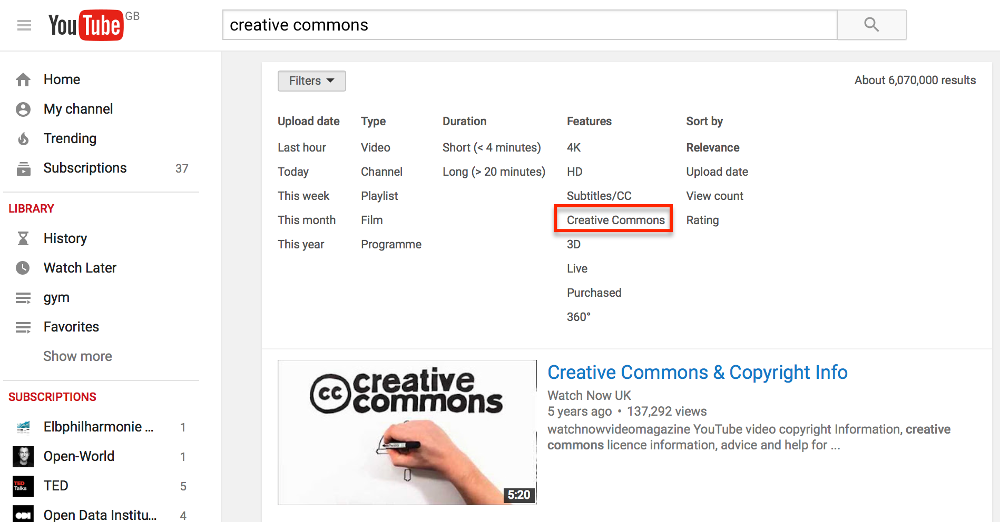 YouTube GB
creative commons
Home
My channel
Trending
Subscriptions 37
LIBRARY
History
Watch Later
gym
Favorites
Show more
SUBSCRIPTIONS
Elbphilharmonie ... 1
Open-World 1
TED Talks
TED 5
ODI
Open Data Institu... 4
Filters
About 6,070,000 results
Upload date
Last hour
Today
This week
This month
This year
Type
Video
Channel
Playlist
Film
Programme
Duration
Short (< 4 minutes)
Long (> 20 minutes)
Features
4K
HD
Subtitles/CC
Creative Commons
3D
Live
Purchased
360°
Sort by
Relevance
Upload date
View count
Rating
cc creative
commons
5:20
Creative Commons & Copyright Info
Watch Now UK
5 years ago • 137,292 views
watchnowvideomagazine YouTube video copyright Information, creative
commons licence information, advice and help for ...